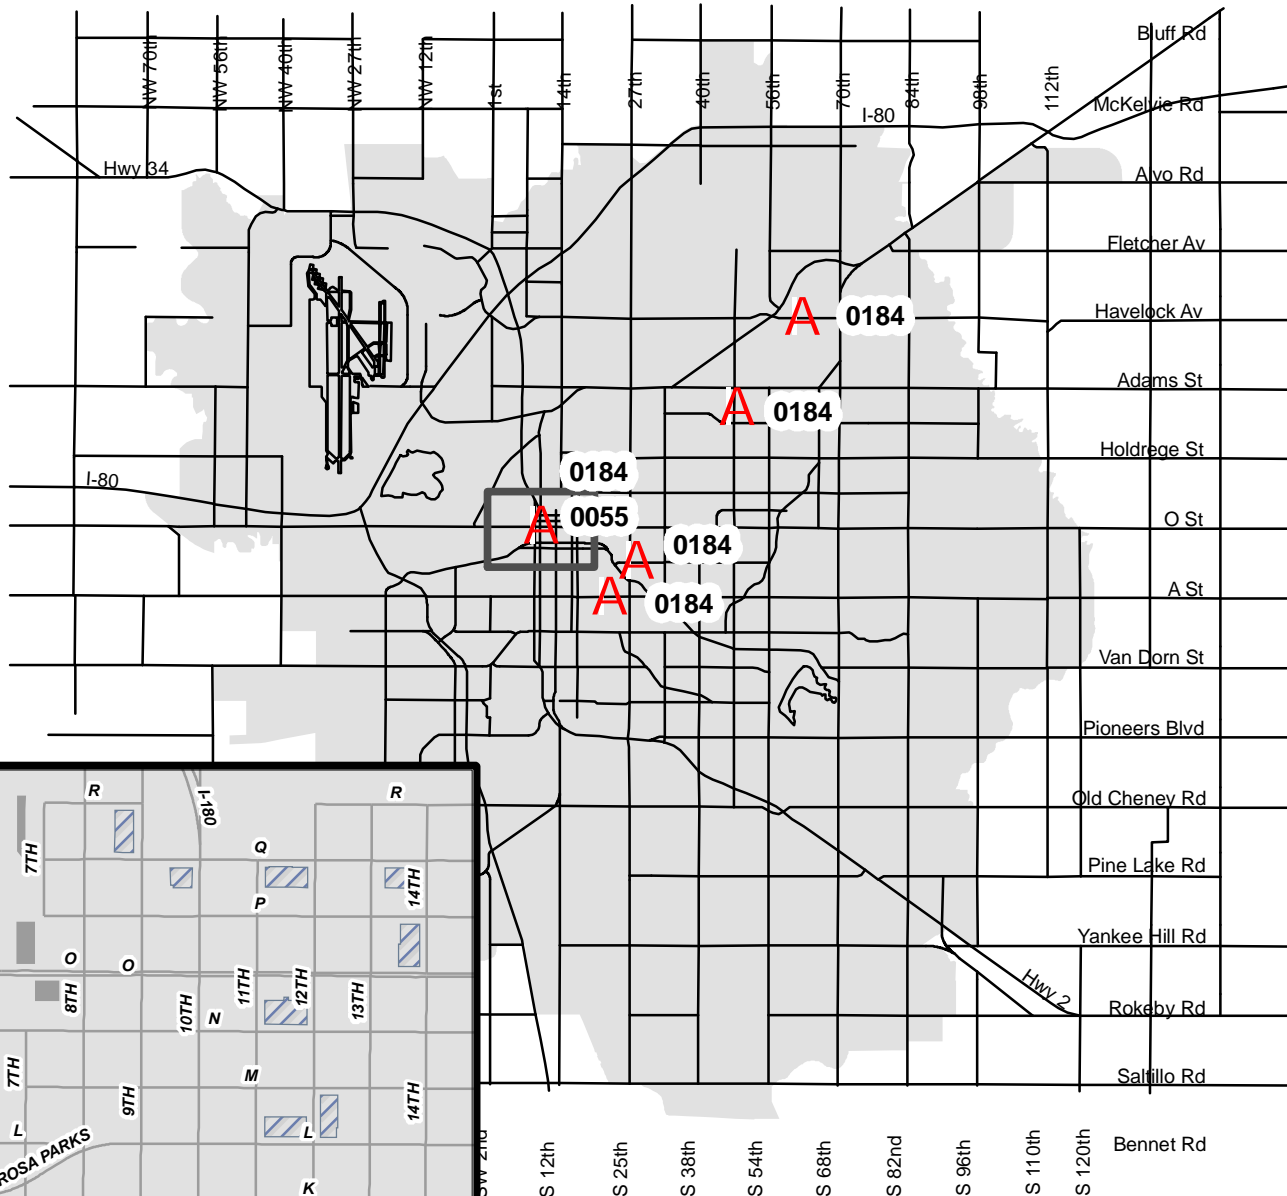 Bluff Rd
NW 70th
NW 56th
NW 40th
NW 27th
NW 12th
1st
14th
27th
40th
56th
70th
84th
98th
112th
McKelvie Rd
I-80
Hwy 34
Alvo Rd
Fletcher Av
Havelock Av
A
0184
Adams St
A
0184
Holdrege St
0184
I-80
A
0055
O St
A
0184
A St
A
0184
Van Dorn St
Pioneers Blvd
Old Cheney Rd
Pine Lake Rd
Yankee Hill Rd
Hwy 2
Rokeby Rd
Saltillo Rd
Bennet Rd
SW 2nd
S 12th
S 25th
S 38th
S 54th
S 68th
S 82nd
S 96th
S 110th
S 120th
R
I-180
R
7TH
Q
14TH
P
O
O
8TH
10TH
11TH
12TH
13TH
N
7TH
M
9TH
14TH
L
L
ROSA PARKS
K